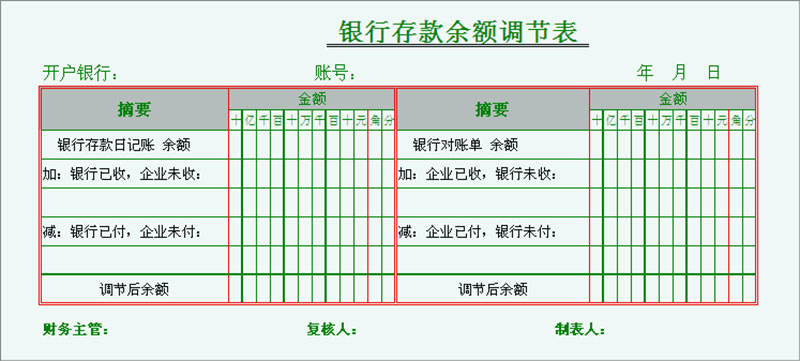 银行存款余额调节表
开户银行： 账号： 年 月 日
摘要 金额 摘要 金额
十 亿 千 百 十 万 千 百 十 元 角 分 十 亿 千 百 十 万 千 百 十 元 角 分
银行存款日记账 余额 银行对账单 余额
加：银行已收，企业未收： 加：企业已收，银行未收：
减：银行已付，企业未付： 减：企业已付，银行未付：
调节后余额 调节后余额
财务主管： 复核人： 制表人：